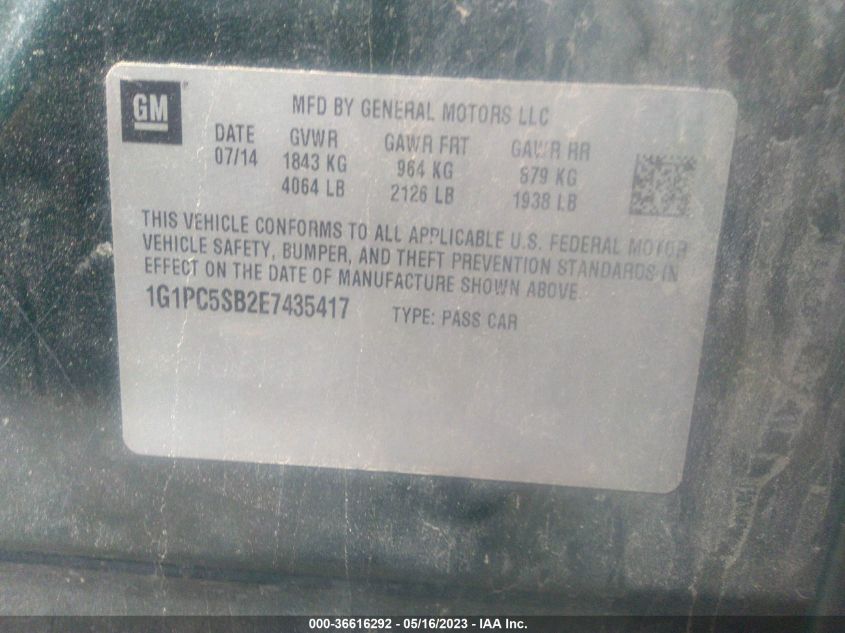 GM
MFD BY GENERAL MOTORS LLC
DATE GVWR GAWR FRT GAWR RR
07/14 1843 KG 964 KG 879 KG
4064 LB 2126 LB 1938 LB
THIS VEHICLE CONFORMS TO ALL APPLICABLE U.S. FEDERAL MOTOR
VEHICLE SAFETY, BUMPER, AND THEFT PREVENTION STANDARDS IN
EFFECT ON THE DATE OF MANUFACTURE SHOWN ABOVE.
1G1PC5SB2E7435417 TYPE: PASS CAR
000-36616292 - 05/16/2023 - IAA Inc.